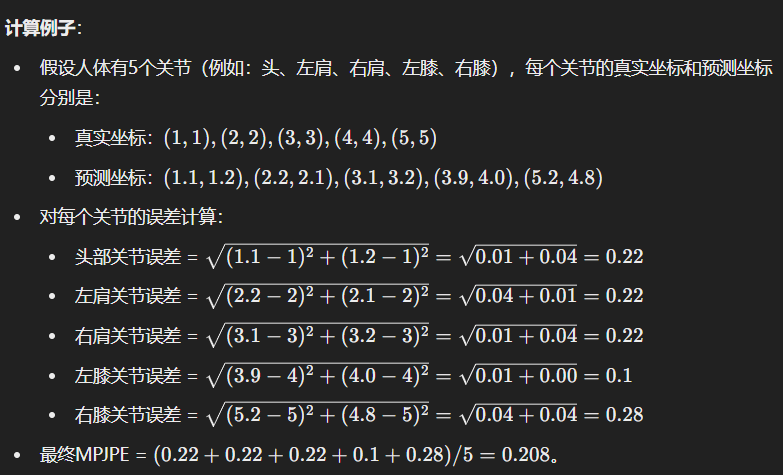 计算例子：
• 假设人体有5个关节（例如：头、左肩、右肩、左膝、右膝），每个关节的真实坐标和预测坐标
分别是：
• 真实坐标：(1, 1), (2, 2), (3, 3), (4, 4), (5, 5)
• 预测坐标：(1.1, 1.2), (2.2, 2.1), (3.1, 3.2), (3.9, 4.0), (5.2, 4.8)
• 对每个关节的误差计算：
• 头部关节误差 = √((1.1 − 1)² + (1.2 − 1)²) = √(0.01 + 0.04) = 0.22
• 左肩关节误差 = √((2.2 − 2)² + (2.1 − 2)²) = √(0.04 + 0.01) = 0.22
• 右肩关节误差 = √((3.1 − 3)² + (3.2 − 3)²) = √(0.01 + 0.04) = 0.22
• 左膝关节误差 = √((3.9 − 4)² + (4.0 − 4)²) = √(0.01 + 0.00) = 0.1
• 右膝关节误差 = √((5.2 − 5)² + (4.8 − 5)²) = √(0.04 + 0.04) = 0.28
• 最终MPJPE = (0.22 + 0.22 + 0.22 + 0.1 + 0.28)/5 = 0.208。